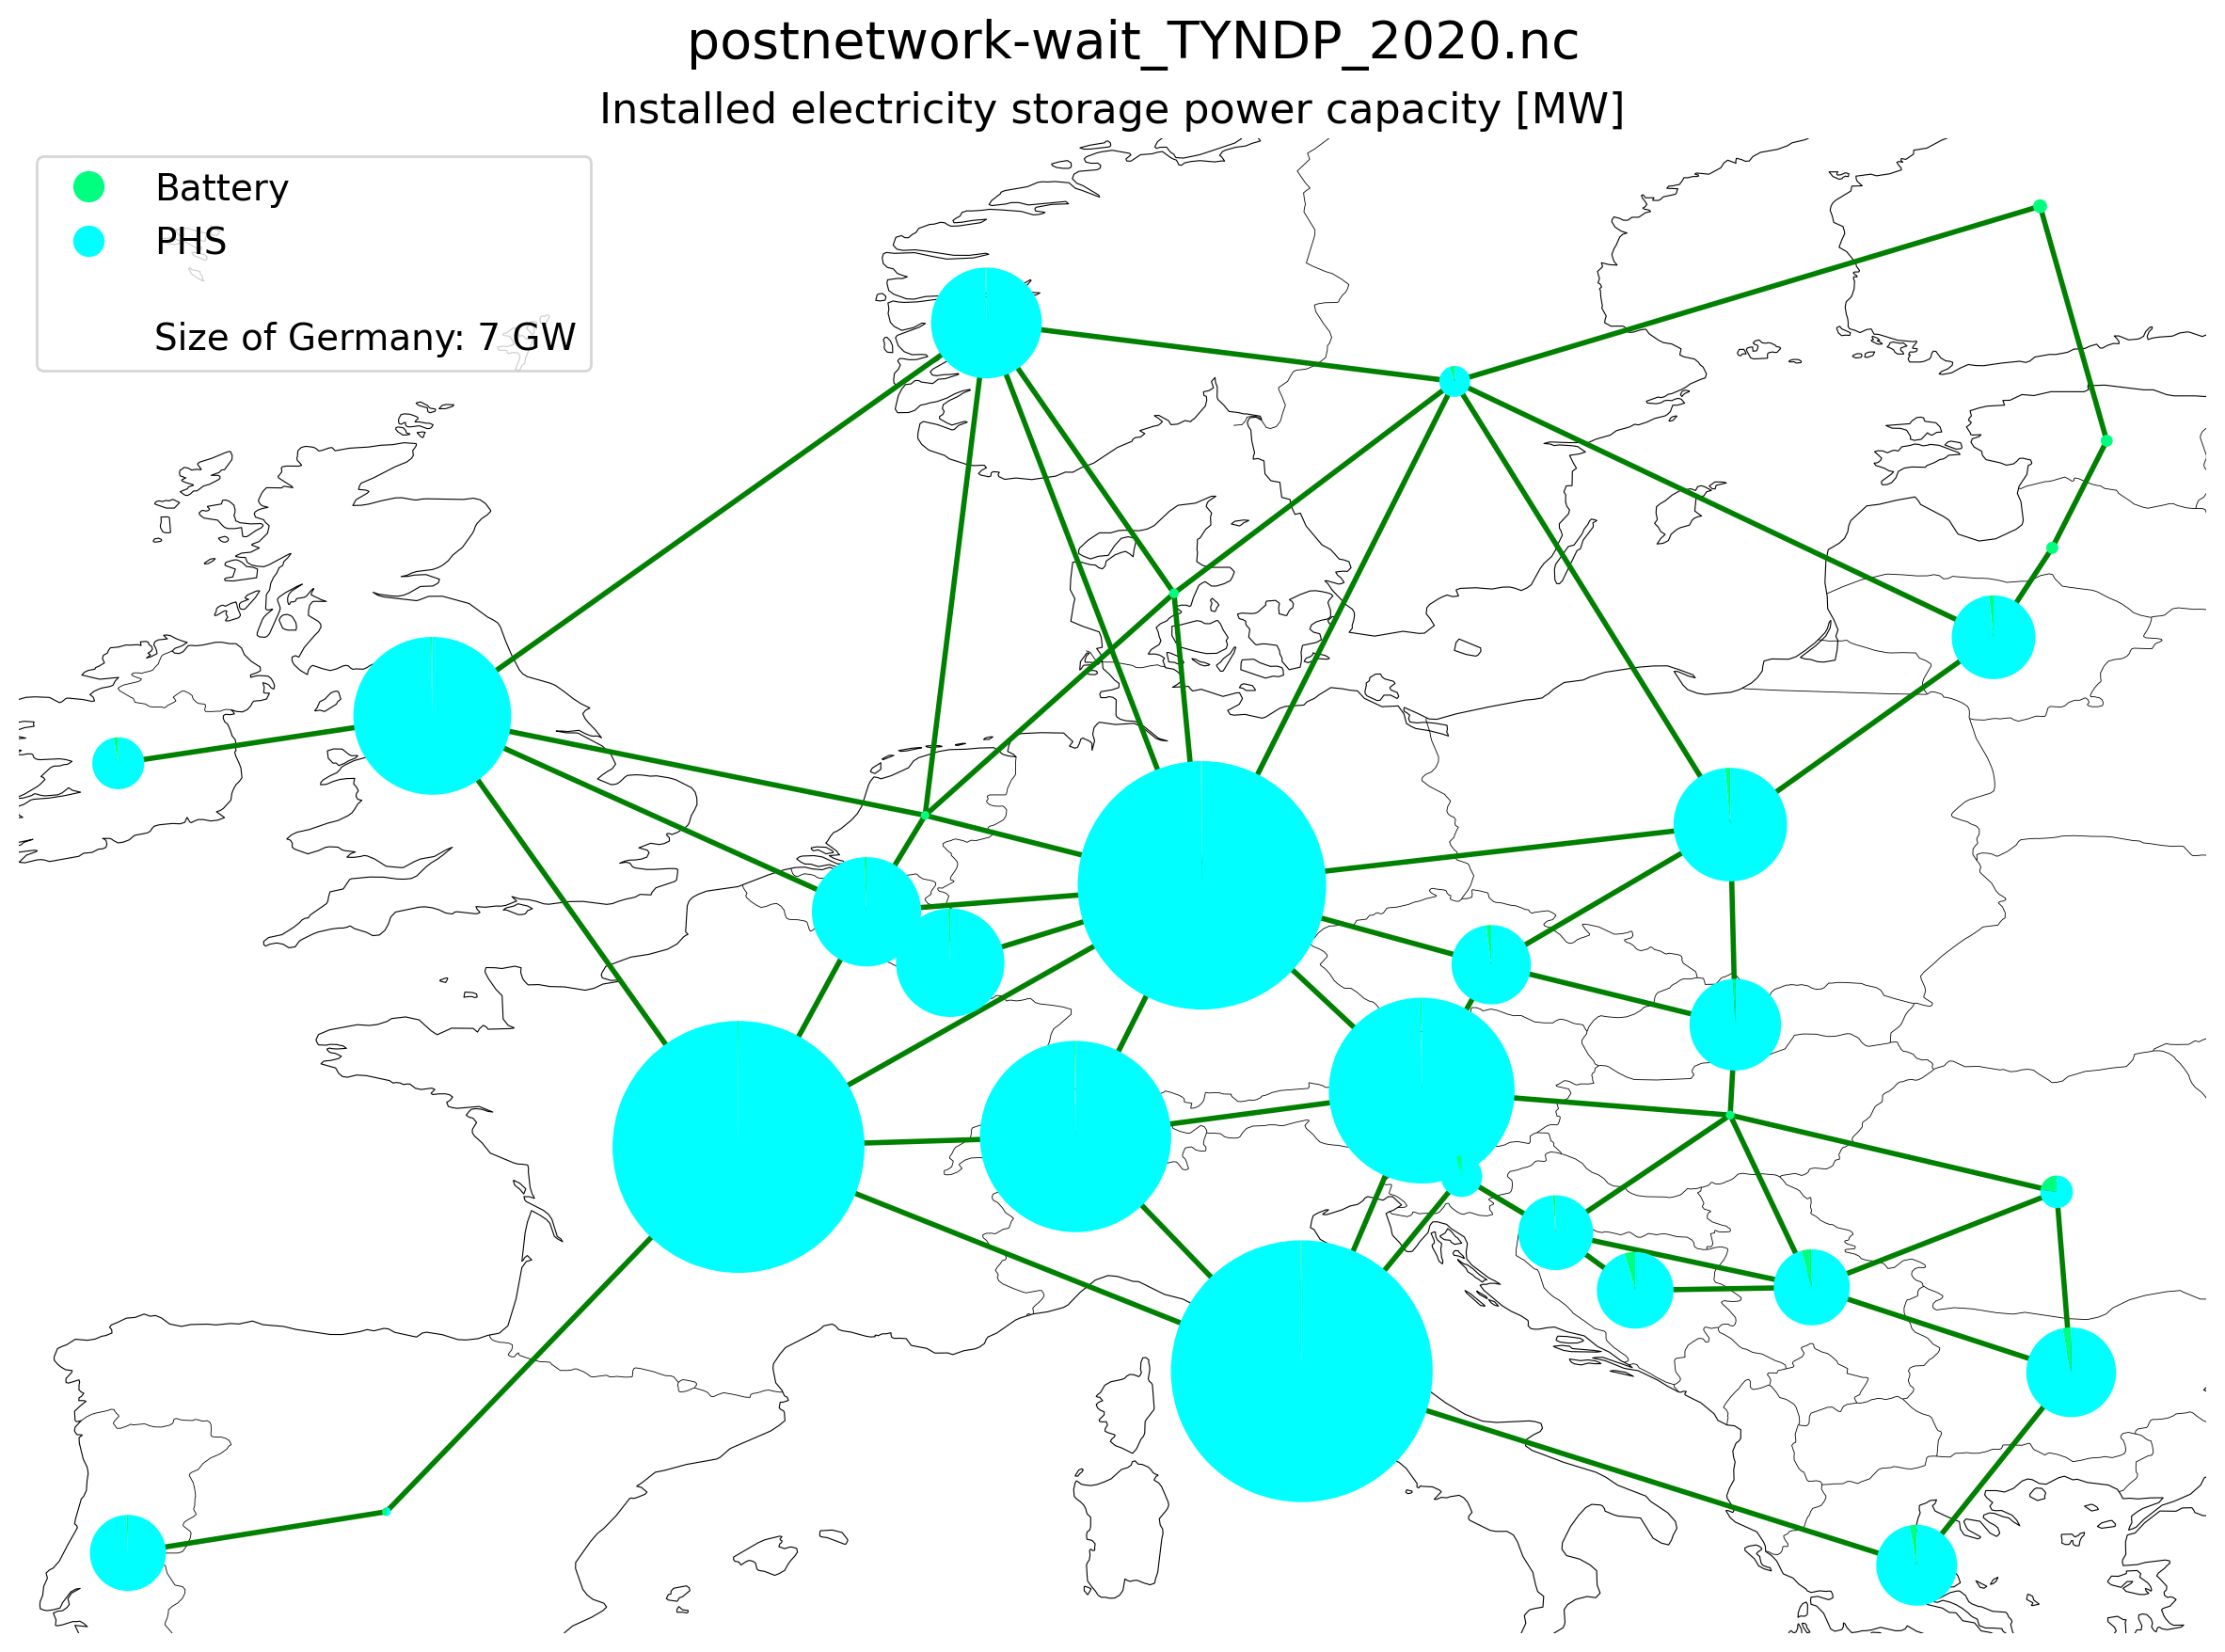 postnetwork-wait_TYNDP_2020.nc
Installed electricity storage power capacity [MW]
Battery
PHS
Size of Germany: 7 GW